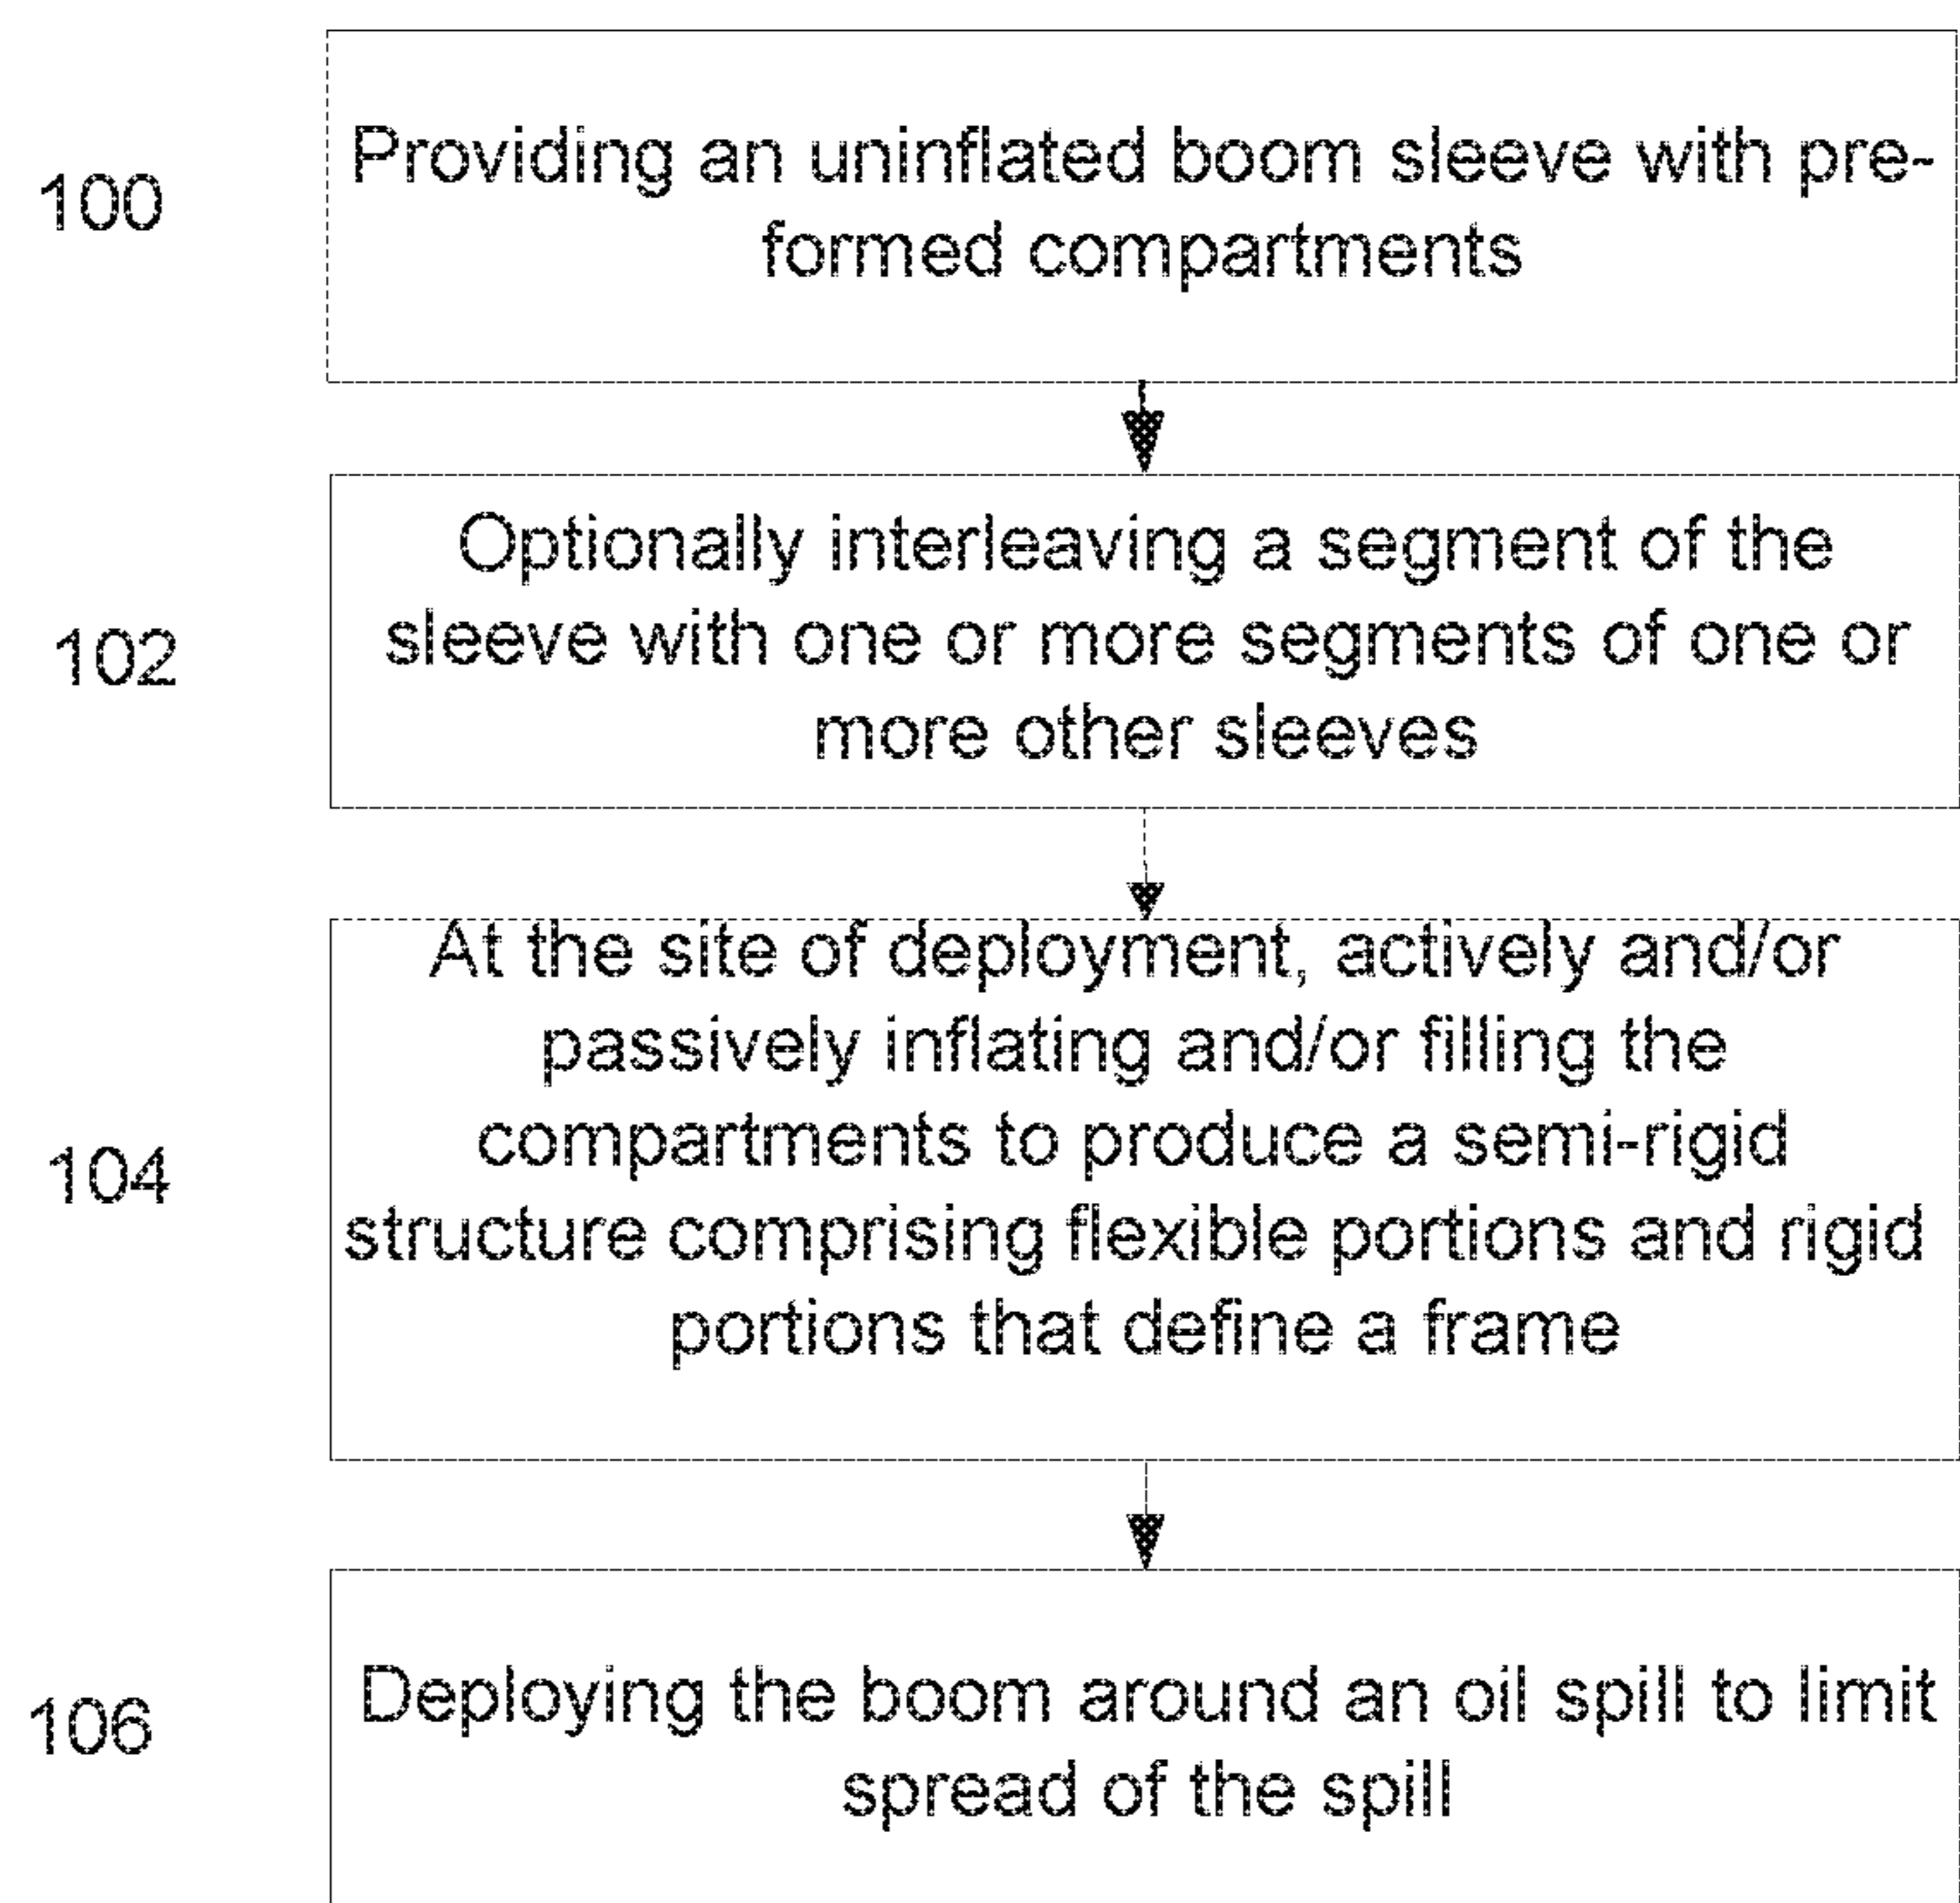 100
Providing an uninflated boom sleeve with pre-
formed compartments
102
Optionally interleaving a segment of the
sleeve with one or more segments of one or
more other sleeves
104
At the site of deployment, actively and/or
passively inflating and/or filling the
compartments to produce a semi-rigid
structure comprising flexible portions and rigid
portions that define a frame
106
Deploying the boom around an oil spill to limit
spread of the spill